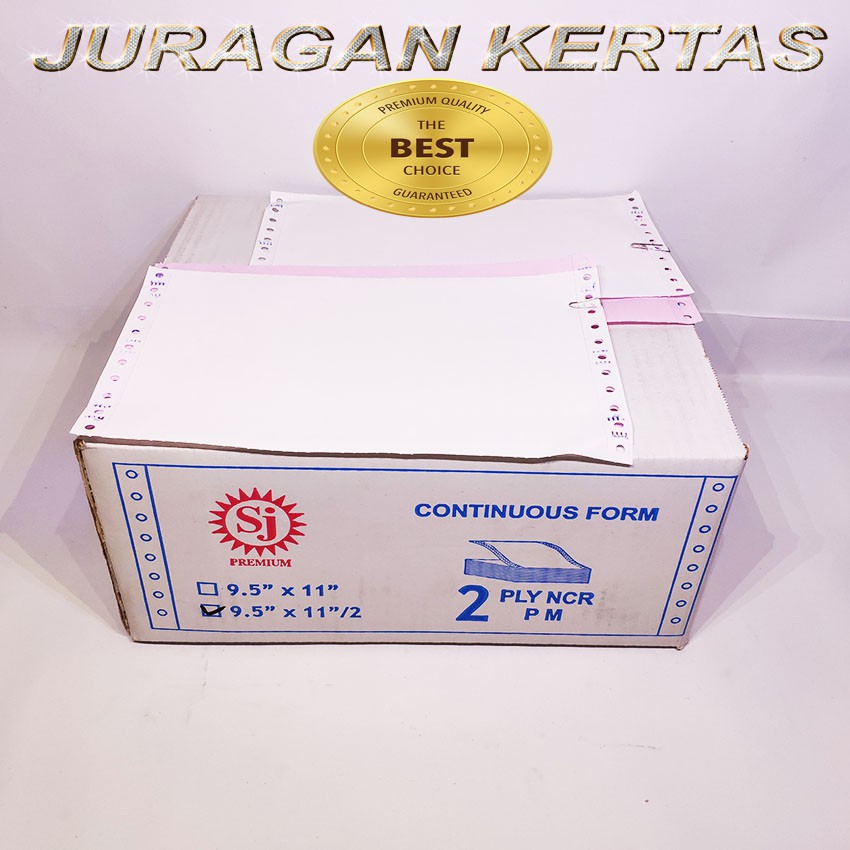 JURAGAN KERTAS
PREMIUM QUALITY
THE
BEST
CHOICE
GUARANTEED
Sj
PREMIUM
9.5” x 11”
9.5” x 11”/2
CONTINUOUS FORM
2 PLY NCR
P M